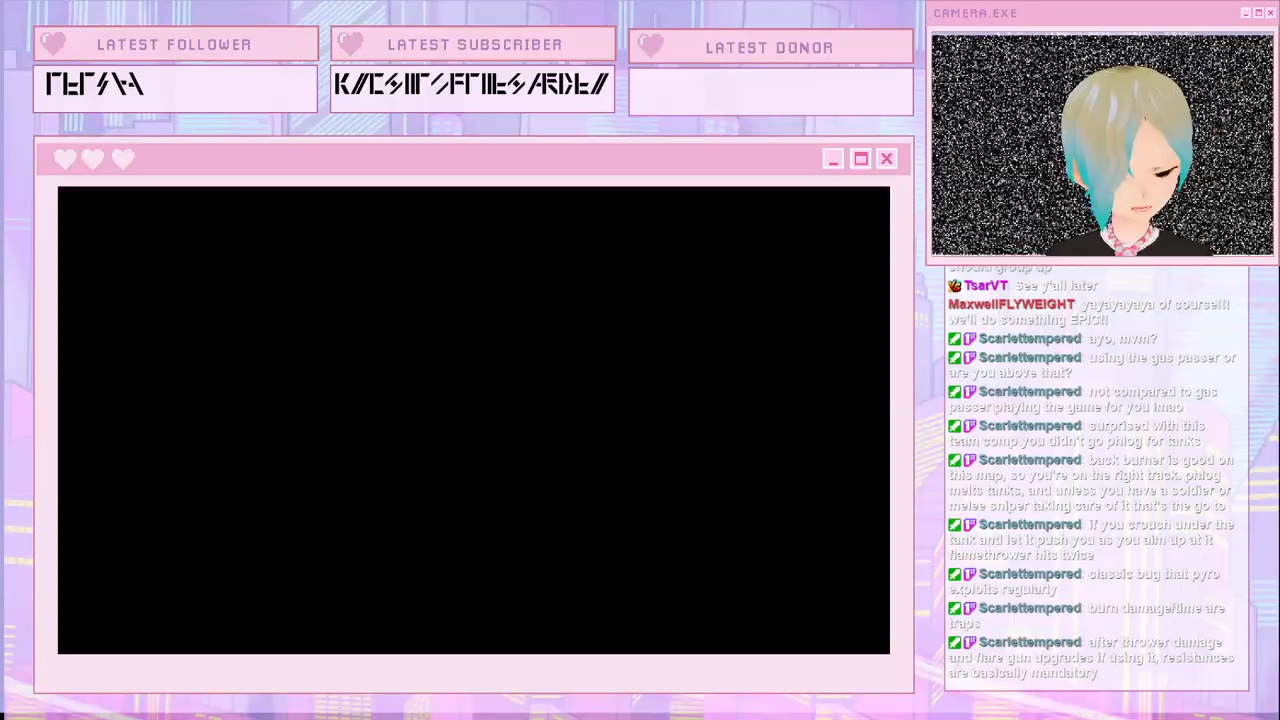 CAMERA.EXE
LATEST FOLLOWER
LATEST SUBSCRIBER
LATEST DONOR
should group up
TsarVT See y'all later
MaxwellFLYWEIGHT yayayayaya of course!!!
we'll do something EPIC!!
Scarlettempered ayo, mvm?
Scarlettempered using the gas passer or
are you above that?
Scarlettempered not compared to gas
passer playing the game for you lmao
Scarlettempered surprised with this
team comp you didn't go phlog for tanks
Scarlettempered back burner is good on
this map, so you're on the right track. phlog
melts tanks, and unless you have a soldier or
melee sniper taking care of it that's the go to
Scarlettempered if you crouch under the
tank and let it push you as you aim up at it
flamethrower hits twice
Scarlettempered classic bug that pyro
exploits regularly
Scarlettempered burn damage/time are
traps
Scarlettempered after thrower damage
and flare gun upgrades if using it, resistances
are basically mandatory